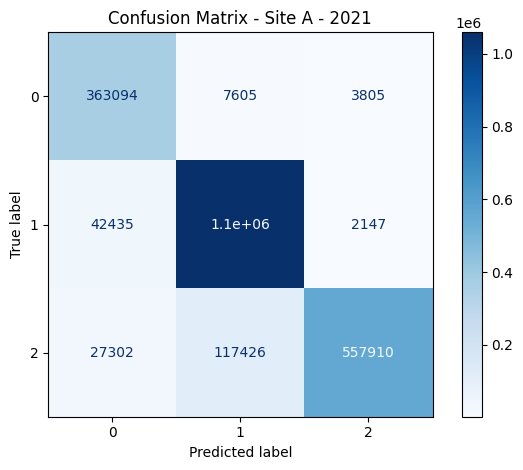 Confusion Matrix - Site A - 2021
1e6
0 363094 7605 3805
1 42435 1.1e+06 2147
2 27302 117426 557910
0 1 2
True label
Predicted label
1.0
0.8
0.6
0.4
0.2